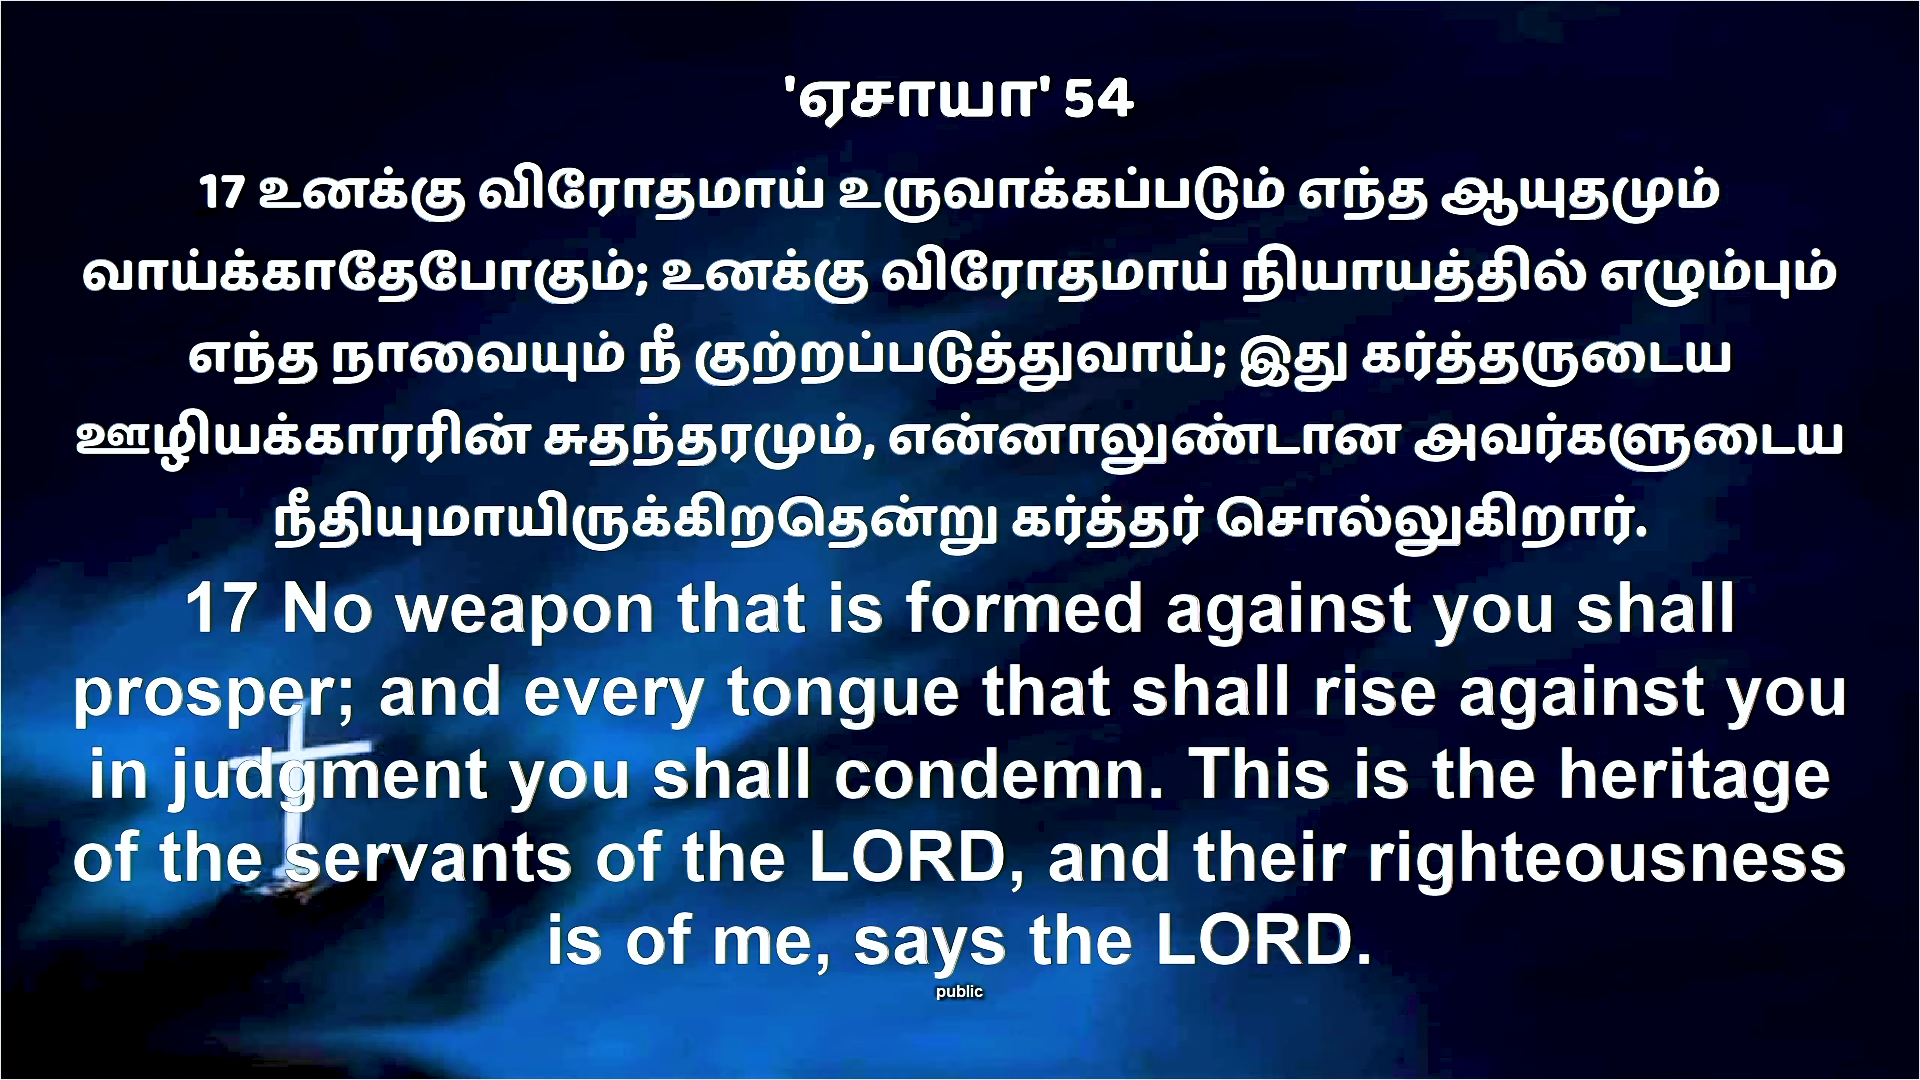 'ஏசாயா' 54
17 உனக்கு விரோதமாய் உருவாக்கப்படும் எந்த ஆயுதமும்
வாய்க்காதேபோகும்; உனக்கு விரோதமாய் நியாயத்தில் எழும்பும்
எந்த நாவையும் நீ குற்றப்படுத்துவாய்; இது கர்த்தருடைய
ஊழியக்காரரின் சுதந்தரமும், என்னாலுண்டான அவர்களுடைய
நீதியுமாயிருக்கிறதென்று கர்த்தர் சொல்லுகிறார்.
17 No weapon that is formed against you shall
prosper; and every tongue that shall rise against you
in judgment you shall condemn. This is the heritage
of the servants of the LORD, and their righteousness
is of me, says the LORD.
public